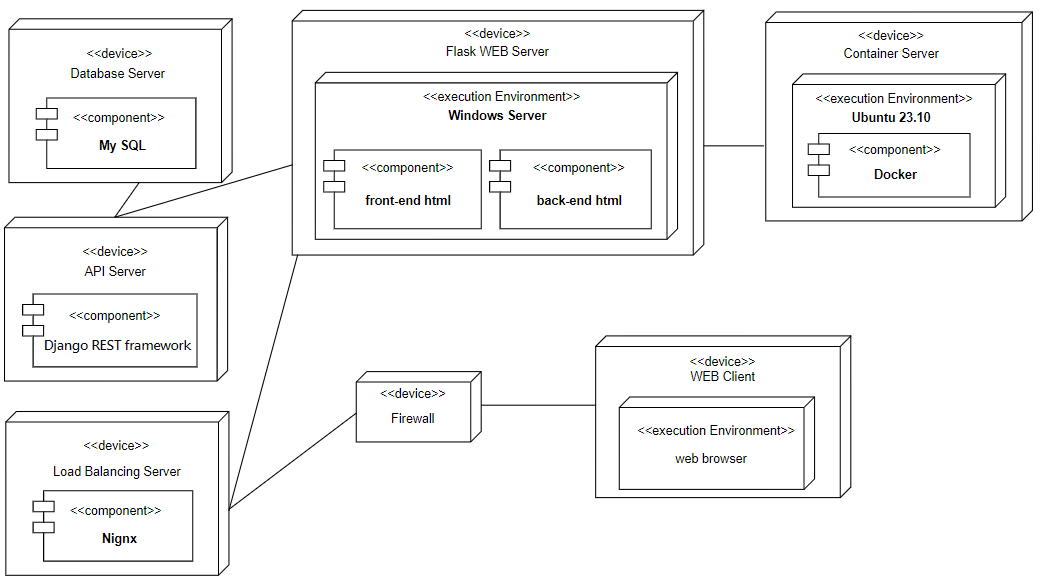 <<device>>
Database Server
<<component>>
My SQL
<<device>>
Flask WEB Server
<<execution Environment>>
Windows Server
<<component>>
front-end html
<<component>>
back-end html
<<device>>
Container Server
<<execution Environment>>
Ubuntu 23.10
<<component>>
Docker
<<device>>
API Server
<<component>>
Django REST framework
<<device>>
Load Balancing Server
<<component>>
Nignx
<<device>>
Firewall
<<device>>
WEB Client
<<execution Environment>>
web browser